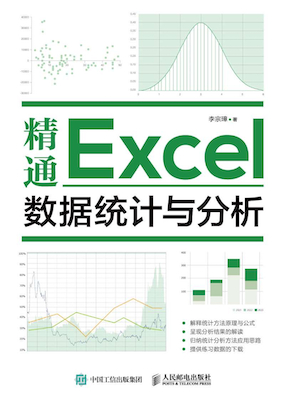 李宗璋 著
精通
Excel
数据统计与分析
解释统计方法原理与公式
呈现分析结果的解读
归纳统计分析方法应用思路
提供练习数据的下载
中国工信出版集团
人民邮电出版社
POSTS & TELECOM PRESS